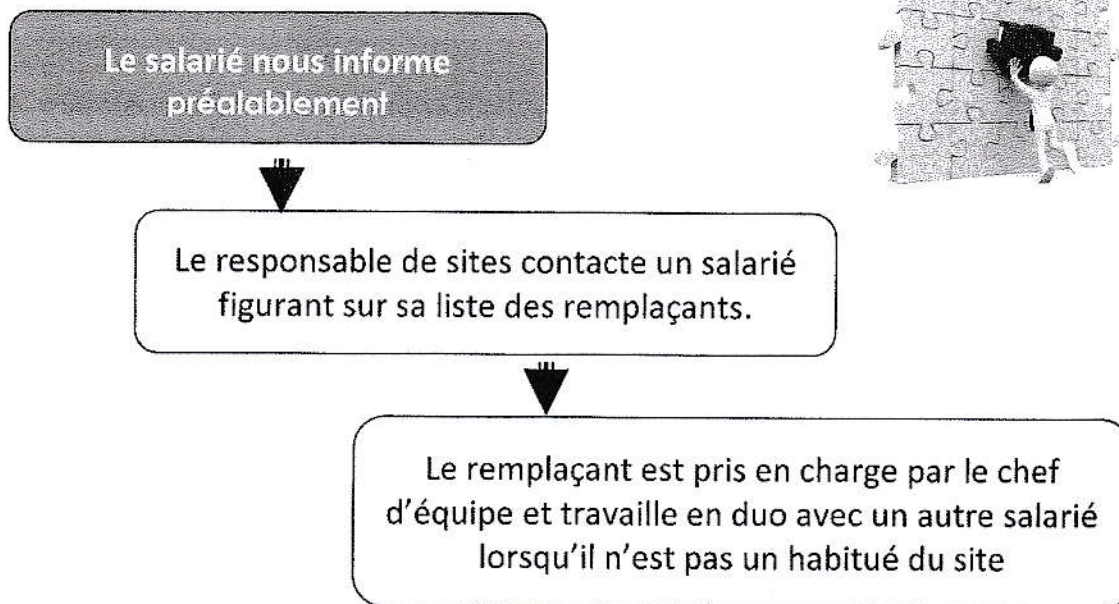 Le salarié nous informe
préalablement
Le responsable de sites contacte un salarié
figurant sur sa liste des remplaçants.
Le remplaçant est pris en charge par le chef
d'équipe et travaille en duo avec un autre salarié
lorsqu'il n'est pas un habitué du site